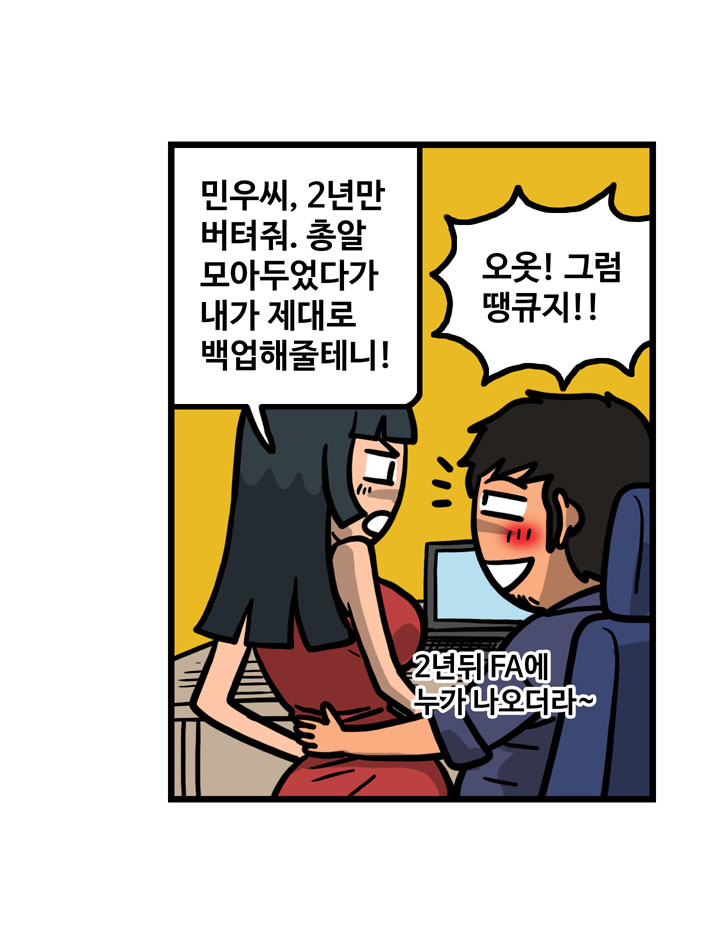 민우씨, 2년만
버텨줘. 총알
모아두었다가
내가 제대로
백업해줄테니!
오옷! 그럼
땡큐지!!
2년뒤 FA에
누가 나오더라~